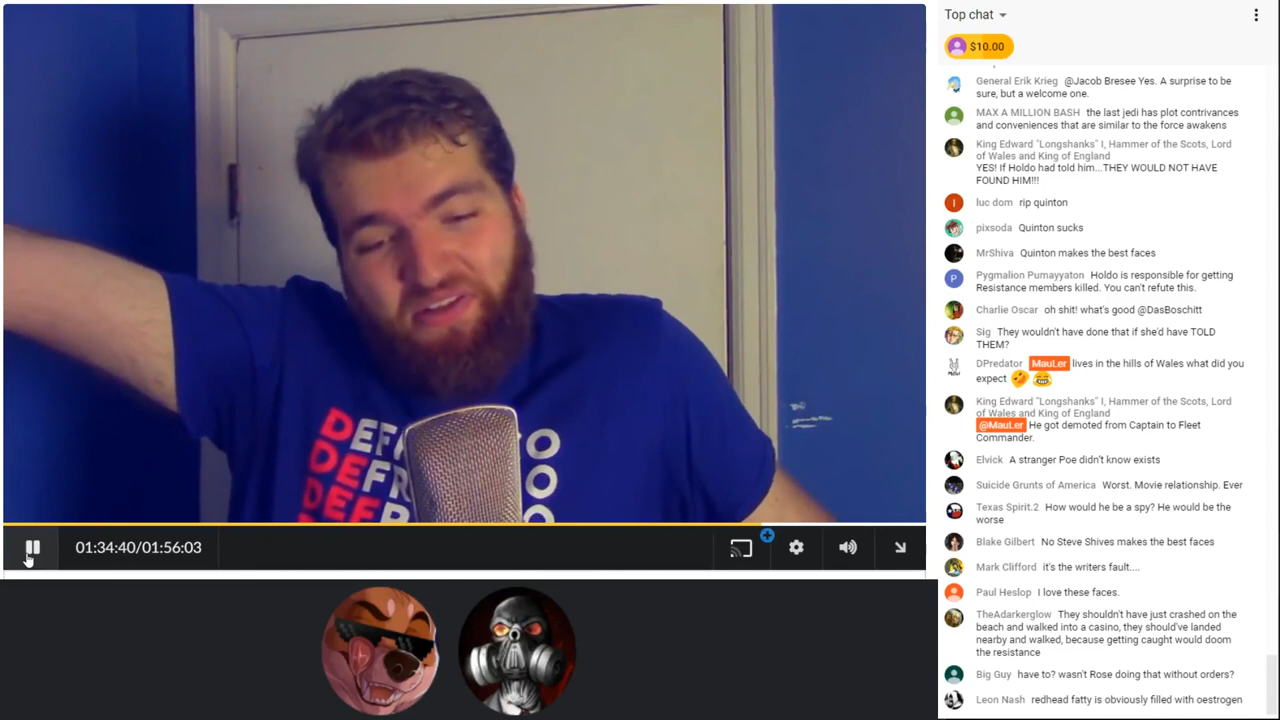 Top chat
$10.00
General Erik Krieg @Jacob Bresee Yes. A surprise to be
sure, but a welcome one.
MAX A MILLION BASH the last jedi has plot contrivances
and conveniences that are similar to the force awakens
King Edward "Longshanks" I, Hammer of the Scots, Lord
of Wales and King of England
YES! If Holdo had told him...THEY WOULD NOT HAVE
FOUND HIM!!!
luc dom rip quinton
pixsoda Quinton sucks
MrShiva Quinton makes the best faces
Pygmalion Pumayyaton Holdo is responsible for getting
Resistance members killed. You can't refute this.
Charlie Oscar oh shit! what's good @DasBoschitt
Sig They wouldn't have done that if she'd have TOLD
THEM?
DPredator MauLer lives in the hills of Wales what did you
expect
King Edward "Longshanks" I, Hammer of the Scots, Lord
of Wales and King of England
@MauLer He got demoted from Captain to Fleet
Commander.
Elvick A stranger Poe didn't know exists
Suicide Grunts of America Worst. Movie relationship. Ever
Texas Spirit.2 How would he be a spy? He would be the
worse
Blake Gilbert No Steve Shives makes the best faces
Mark Clifford it's the writers fault....
Paul Heslop I love these faces.
TheAdarkerglow They shouldn't have just crashed on the
beach and walked into a casino, they should've landed
nearby and walked, because getting caught would doom
the resistance
Big Guy have to? wasn't Rose doing that without orders?
Leon Nash redhead fatty is obviously filled with oestrogen
01:34:40/01:56:03